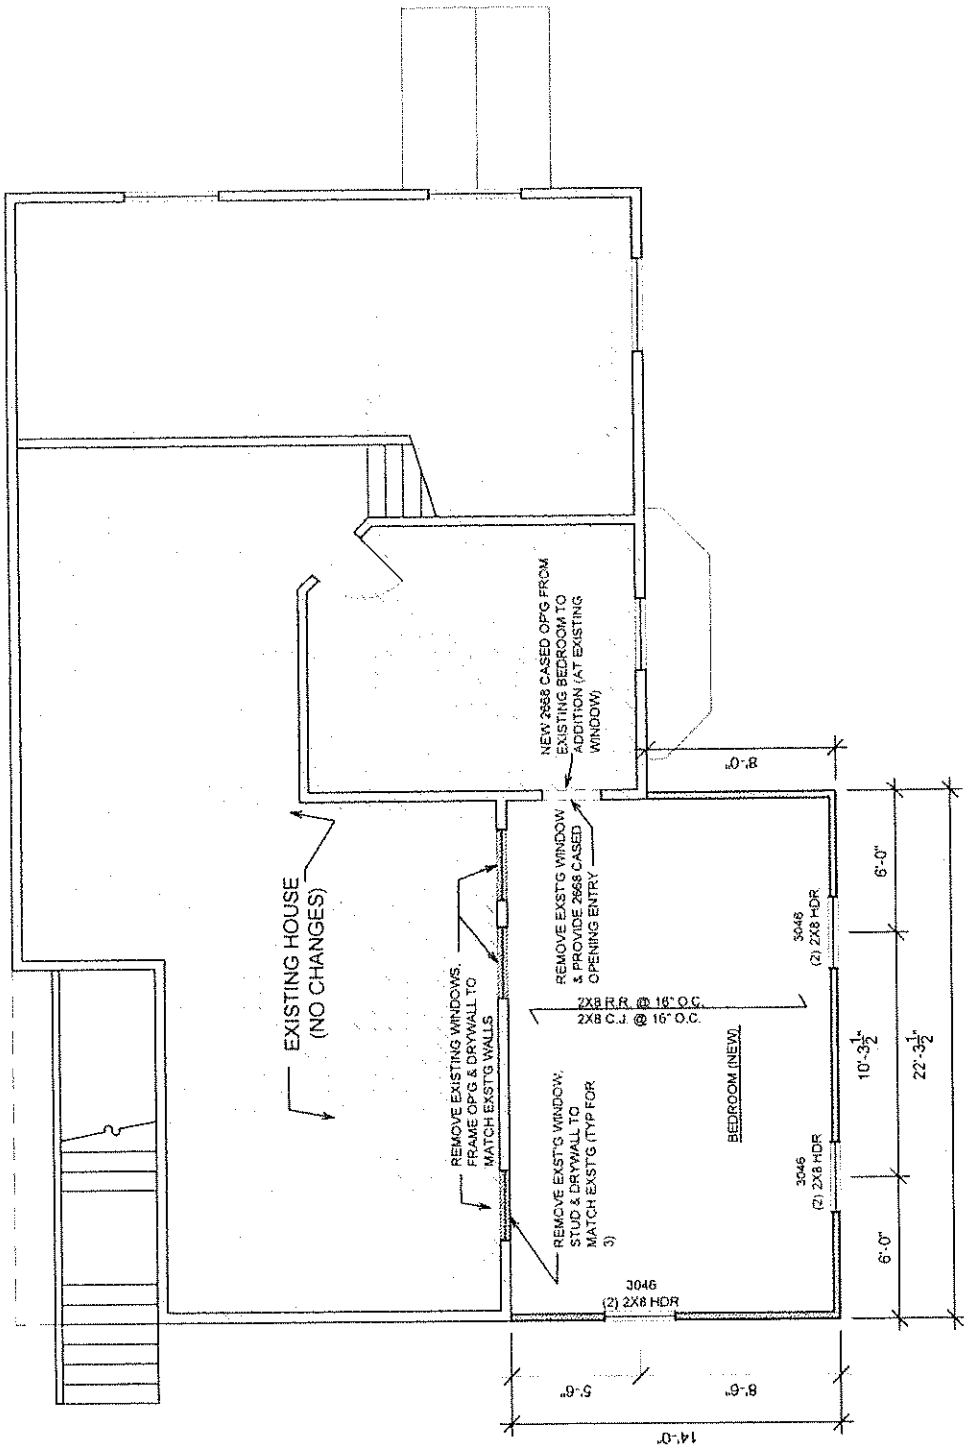 EXISTING HOUSE
(NO CHANGES)
REMOVE EXISTING WINDOWS,
FRAME OP'G & DRYWALL TO
MATCH EXST'G WALLS
NEW 2668 CASED OP'G FROM
EXISTING BEDROOM TO
ADDITION (AT EXISTING
WINDOW)
REMOVE EXST'G WINDOW
& PROVIDE 2668 CASED
OPENING ENTRY
REMOVE EXST'G WINDOW,
STUD & DRYWALL TO
MATCH EXST'G (TYP FOR
3)
2X8 R.R. @ 16" O.C.
2X8 C.J. @ 16" O.C.
BEDROOM (NEW)
3046
(2) 2X8 HDR
3046
(2) 2X8 HDR
3046
(2) 2X8 HDR
8'-0"
6'-0"
10'-3 1/2"
6'-0"
22'-3 1/2"
5'-6"
8'-6"
14'-0"